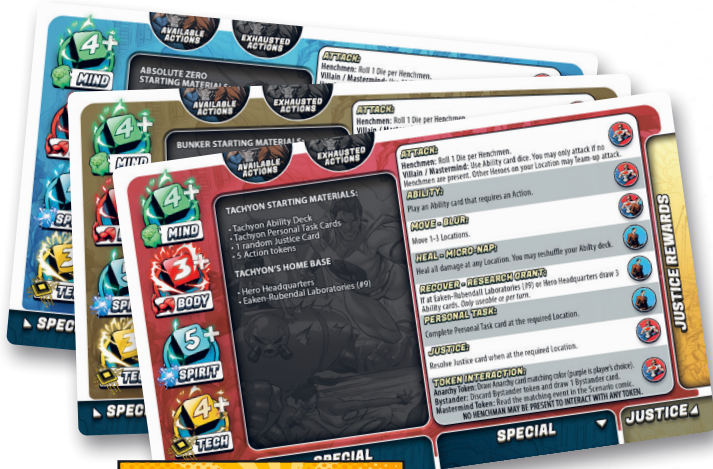 AVAILABLE
ACTIONS
EXHAUSTED
ACTIONS
4+
MIND
ABSOLUTE ZERO
STARTING MATERIALS:
ATTACK:
Henchmen: Roll 1 Die per Henchmen.
Villain / Mastermind:
TECH
SPEC
AVAILABLE
ACTIONS
EXHAUSTED
ACTIONS
4+
MIND
BUNKER STARTING MATERIALS:
ATTACK:
Henchmen: Roll 1 Die per Henchmen.
SPEC
AVAILABLE
ACTIONS
EXHAUSTED
ACTIONS
4+
MIND
3+
BODY
5+
SPIRIT
4+
TECH
TACHYON STARTING MATERIALS:
• Tachyon Ability Deck
• Tachyon Personal Task Cards
• 1 random Justice Card
• 5 Action tokens
TACHYON'S HOME BASE
• Hero Headquarters
• Eaken-Rubendal Laboratories (#9)
ATTACK:
Henchmen: Roll 1 Die per Henchmen.
Villain / Mastermind: Use Ability card dice. You may only attack if no
Henchmen are present. Other Heroes on your Location may Team-up attack.
ABILITY:
Play an Ability card that requires an Action.
MOVE - BLUR:
Move 1-3 Locations.
HEAL - MICRO-NAP:
Heal all damage at any Location. You may reshuffle your Abilty deck.
RECOVER - RESEARCH GRANT:
If at Eaken-Rubendall Laboratories (#9) or Hero Headquarters draw 3
Ability cards. Only useable or per turn.
PERSONAL TASK:
Complete Personal Task card at the required Location.
JUSTICE:
Resolve Justice card when at the required Location.
TOKEN INTERACTION:
Anarchy Token: Draw Anarchy card matching color (purple is player's choice).
Bystander: Discard Bystander token and draw 1 Bystander card.
Mastermind Token: Read the matching event in the Scenario comic.
NO HENCHMAN MAY BE PRESENT TO INTERACT WITH ANY TOKEN.
JUSTICE REWARDS
SPECIAL
SPECIAL
JUSTICE